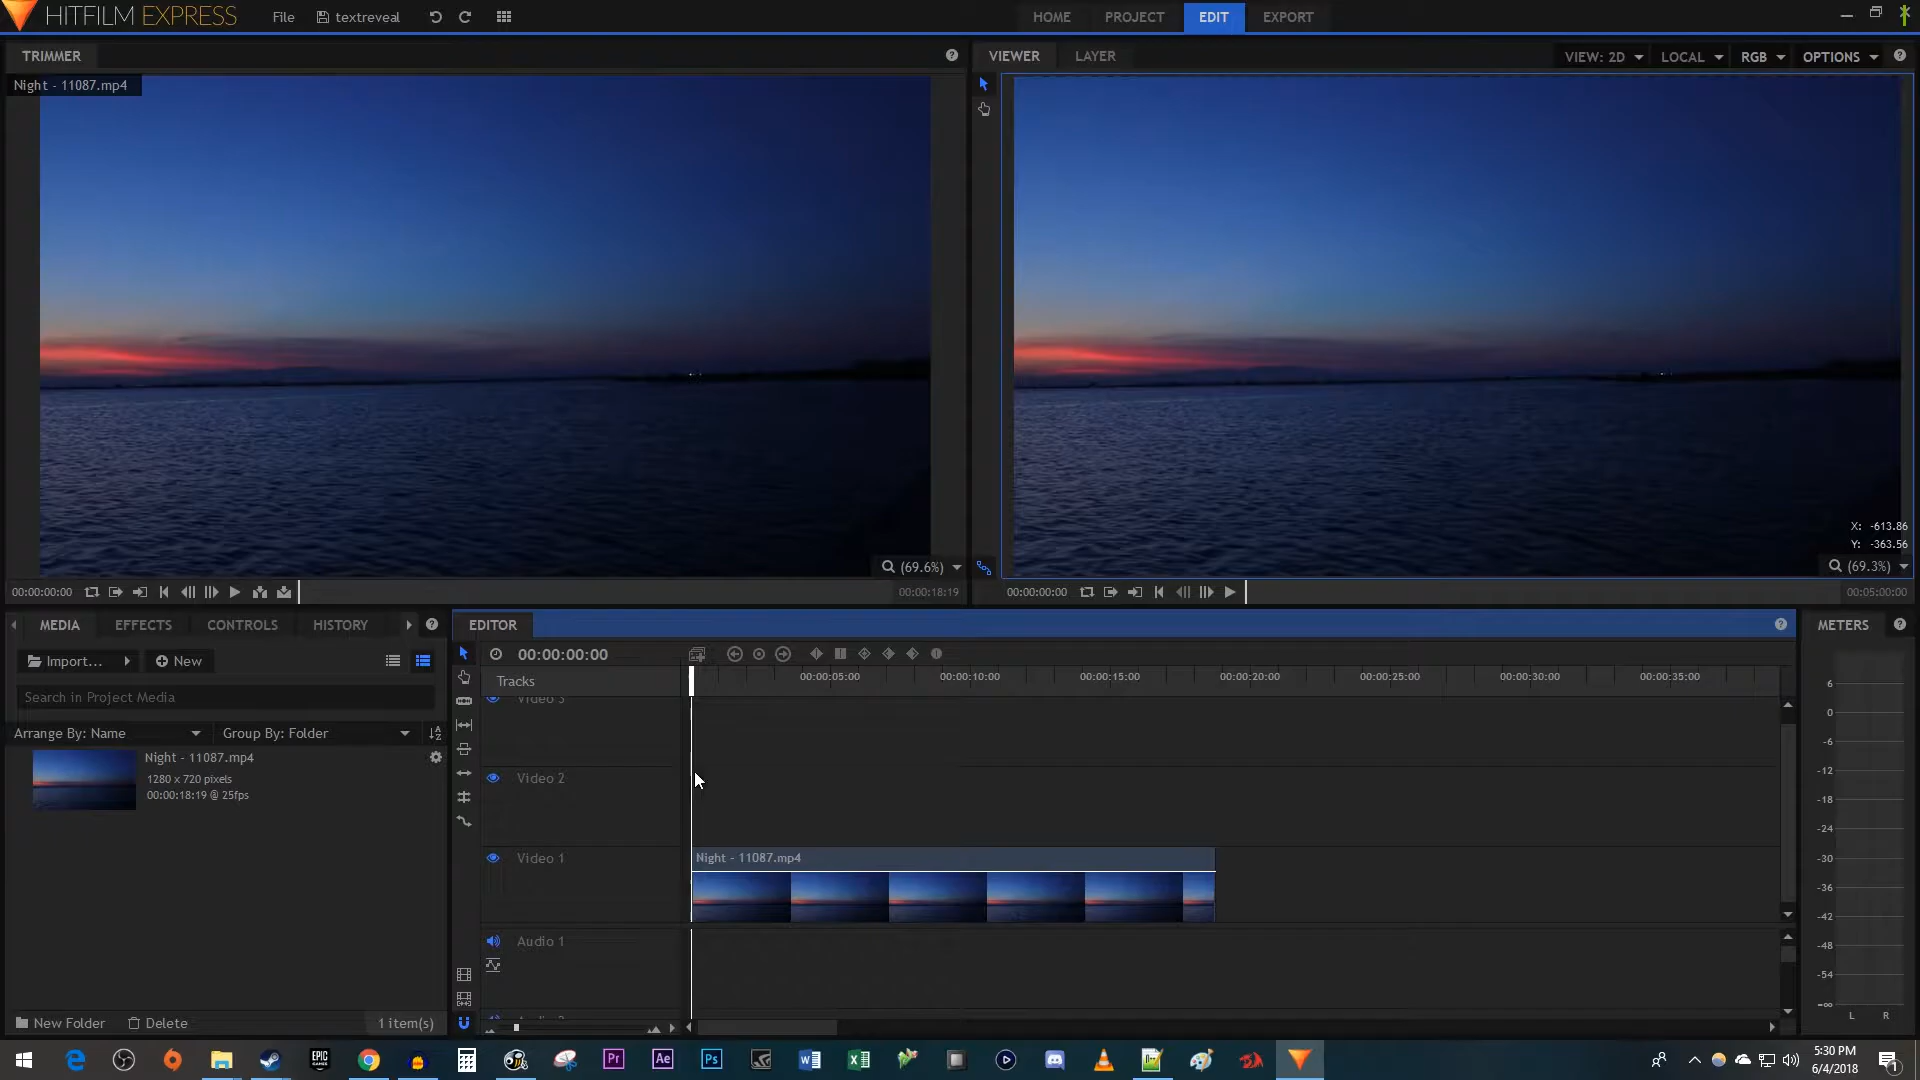 HITFILM EXPRESS
File
textreveal
HOME
PROJECT
EDIT
EXPORT
TRIMMER
Night - 11087.mp4
VIEWER
LAYER
VIEW: 2D
LOCAL
RGB
OPTIONS
X: -613.86
Y: -363.56
(69.6%)
(69.3%)
00:00:00:00
00:00:18:19
00:00:00:00
00:05:00:00
MEDIA
EFFECTS
CONTROLS
HISTORY
Import...
New
Search in Project Media
Arrange By: Name
Group By: Folder
Night - 11087.mp4
1280 x 720 pixels
00:00:18:19 @ 25fps
New Folder
Delete
1 item(s)
EDITOR
00:00:00:00
Tracks
00:00:05:00
00:00:10:00
00:00:15:00
00:00:20:00
00:00:25:00
00:00:30:00
00:00:35:00
Video 3
Video 2
Video 1
Night - 11087.mp4
Audio 1
METERS
6
0
-6
-12
-18
-24
-30
-36
-42
-48
-54
-∞
L R
EPIC GAMES
Pr
Ae
Ps
5:30 PM
6/4/2018